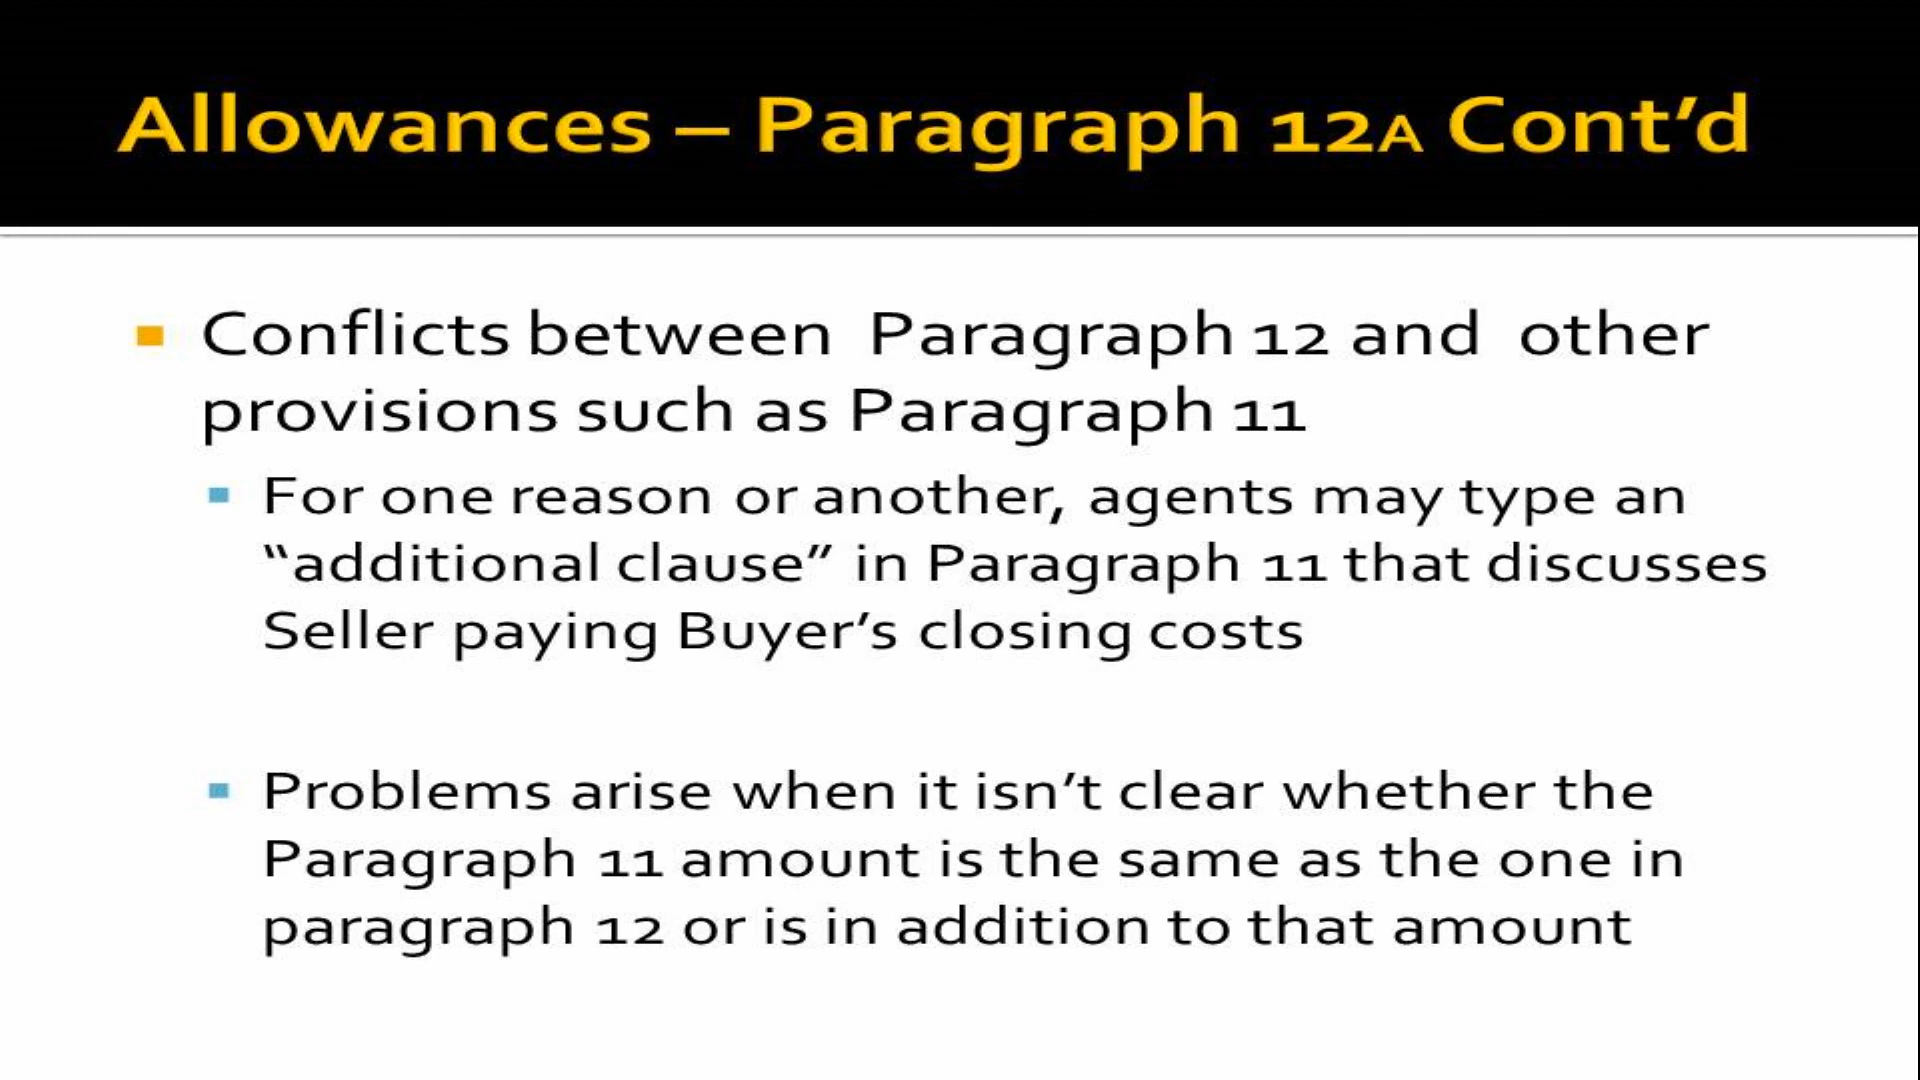 Allowances – Paragraph 12A Cont’d
Conflicts between Paragraph 12 and other
provisions such as Paragraph 11
For one reason or another, agents may type an
“additional clause” in Paragraph 11 that discusses
Seller paying Buyer’s closing costs
Problems arise when it isn’t clear whether the
Paragraph 11 amount is the same as the one in
paragraph 12 or is in addition to that amount